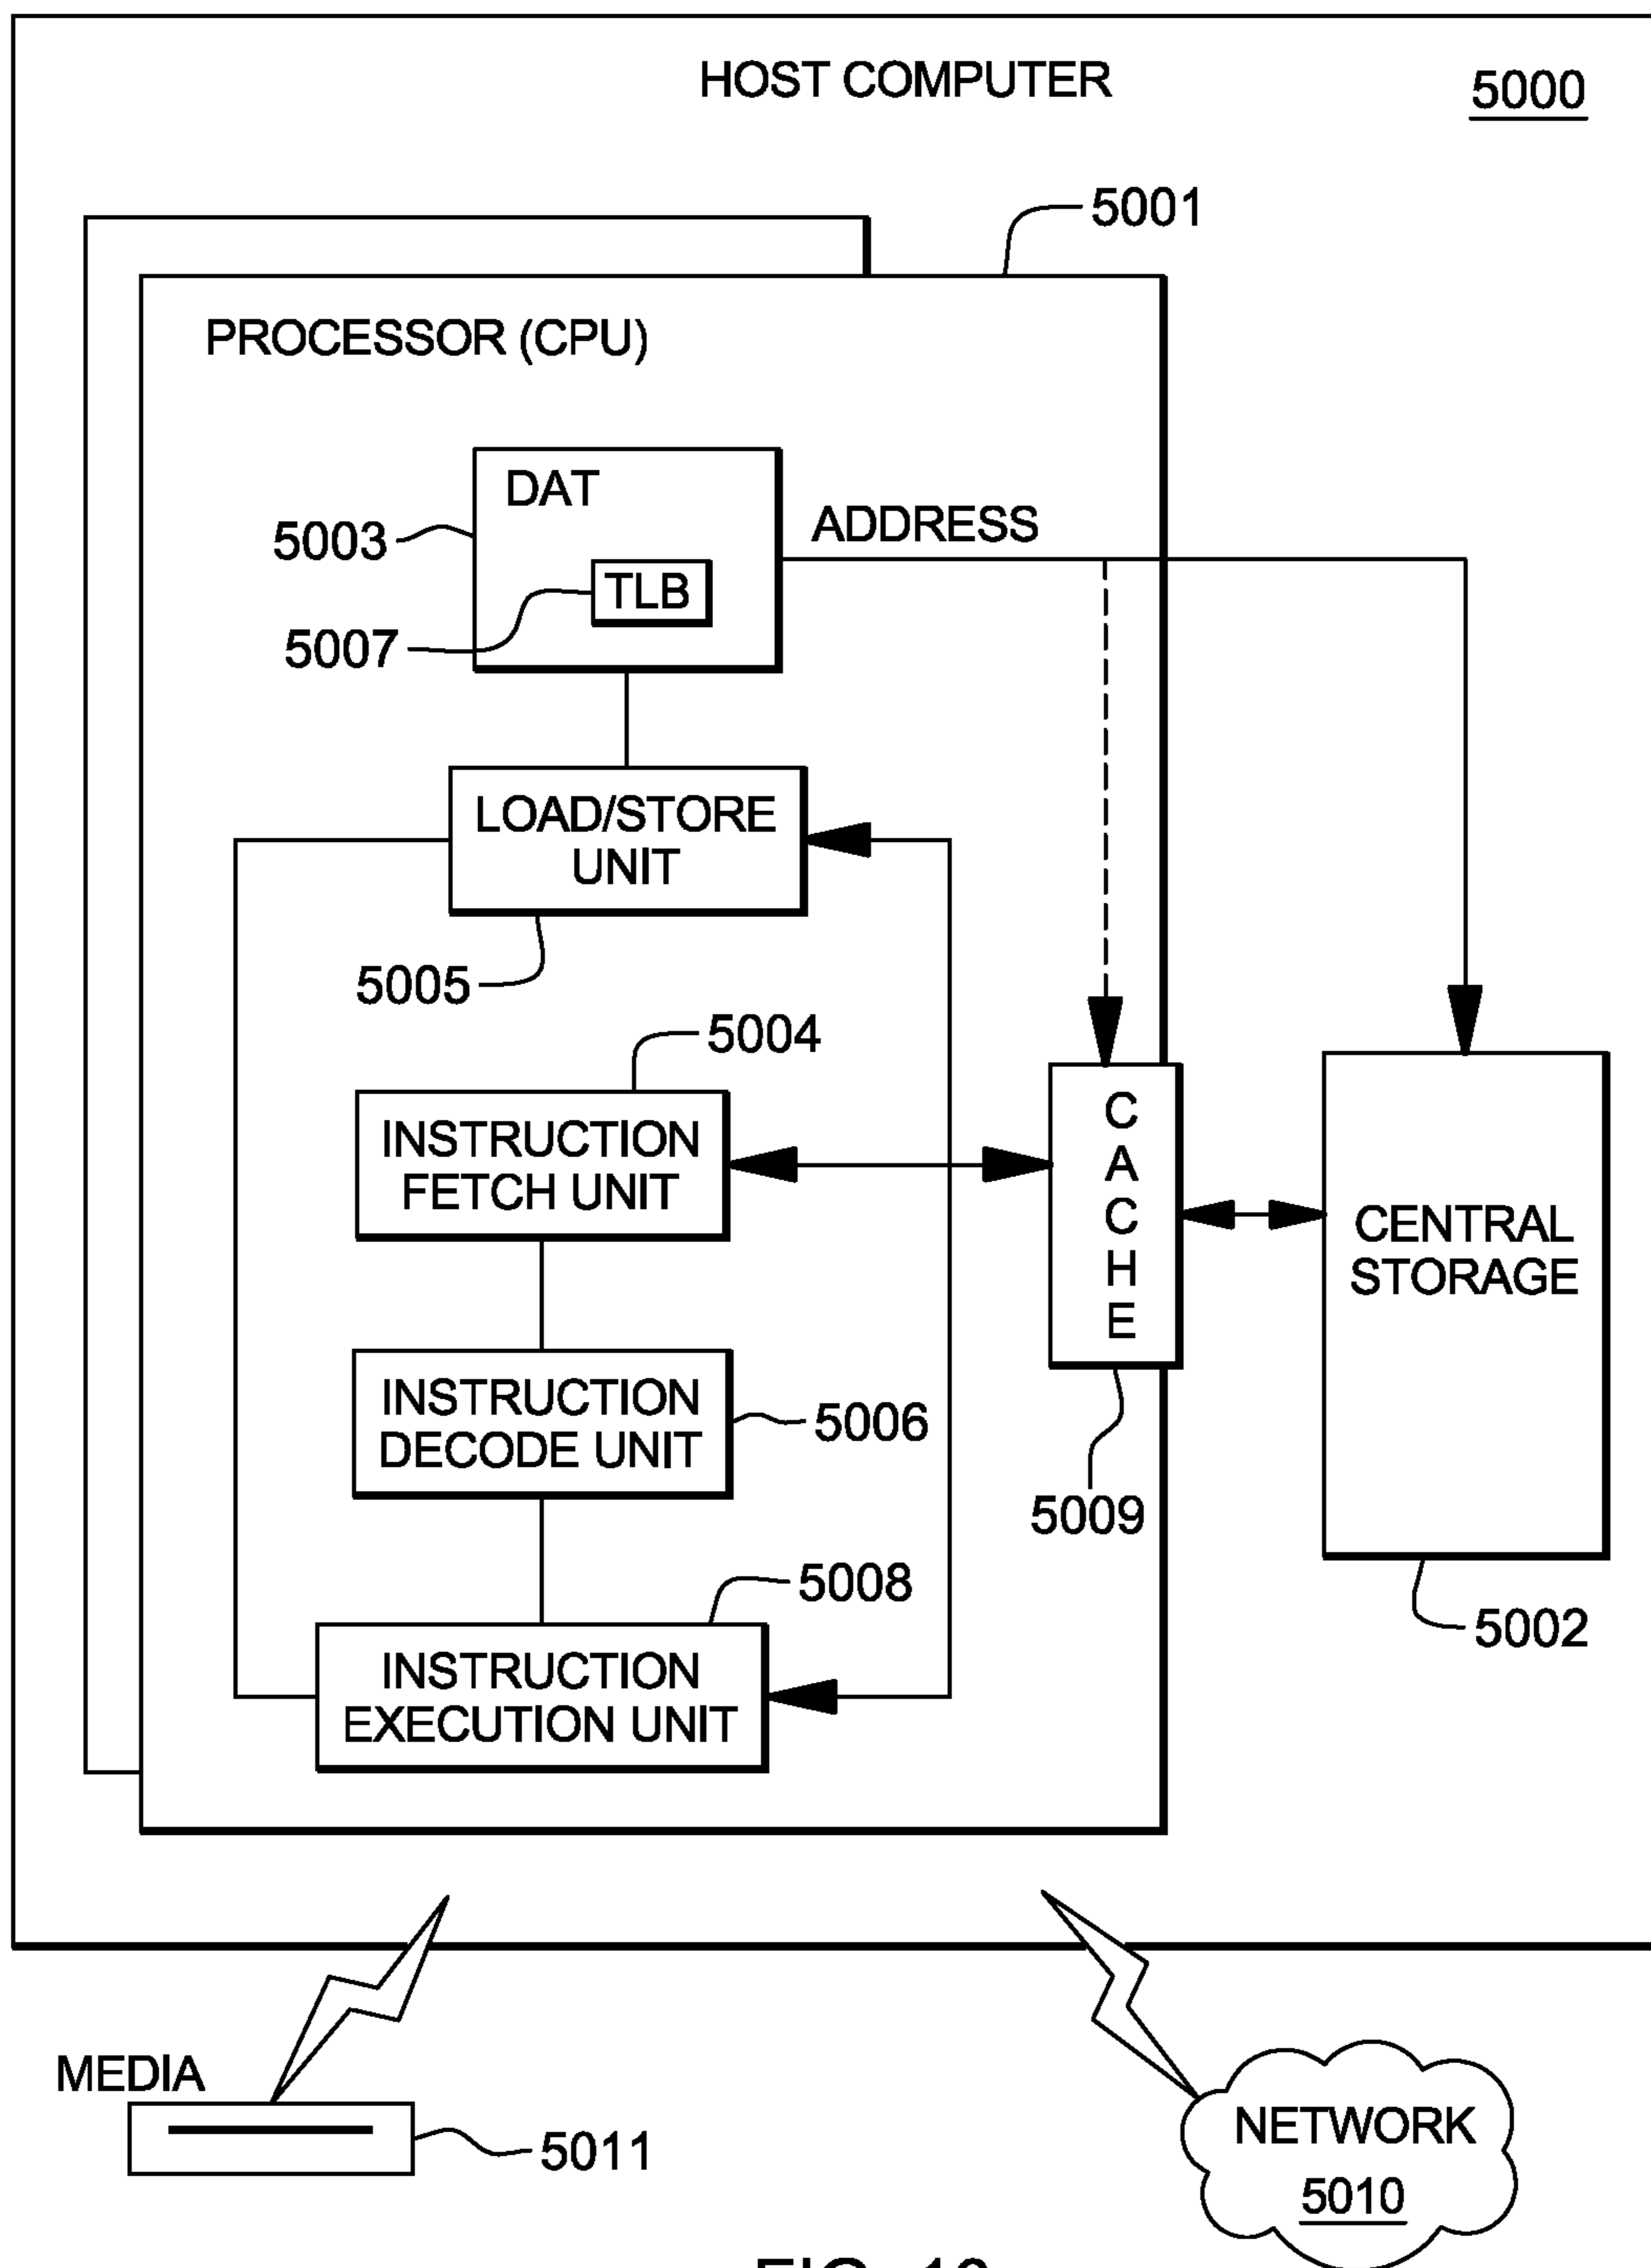 HOST COMPUTER
5000
5001
PROCESSOR (CPU)
DAT
5003
ADDRESS
TLB
5007
LOAD/STORE
UNIT
5005
5004
INSTRUCTION
FETCH UNIT
C
A
C
H
E
CENTRAL
STORAGE
INSTRUCTION
DECODE UNIT
5006
5009
5008
5002
INSTRUCTION
EXECUTION UNIT
MEDIA
5011
NETWORK
5010